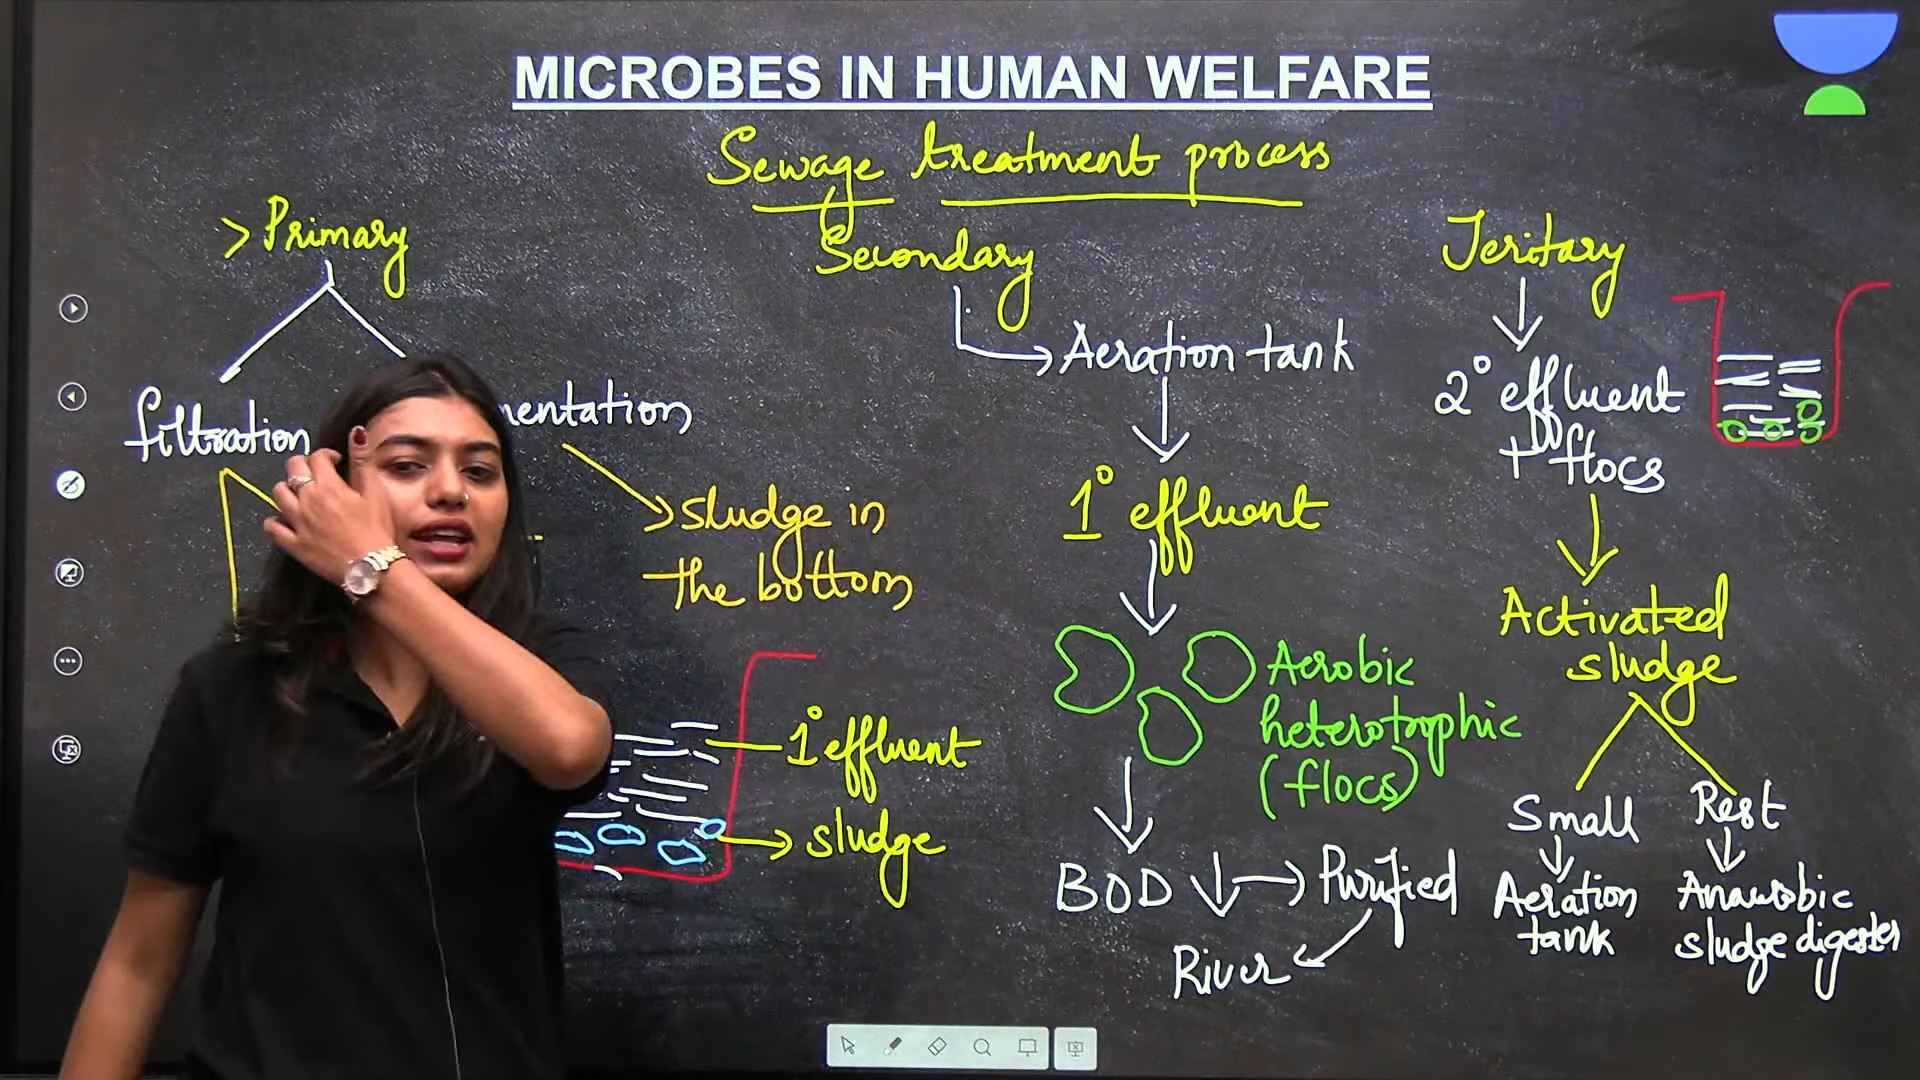 MICROBES IN HUMAN WELFARE
Sewage treatment process
> Primary
filtration
mentation
sludge in
the bottom
1° effluent
sludge
Secondary
Aeration tank
1° effluent
Aerobic
heterotrophic
(flocs)
BOD ↓ → Purified
River
Jeritary
2° effluent
+ flocs
Activated
sludge
Small
Aeration
tank
Rest
Anaerobic
sludge digester